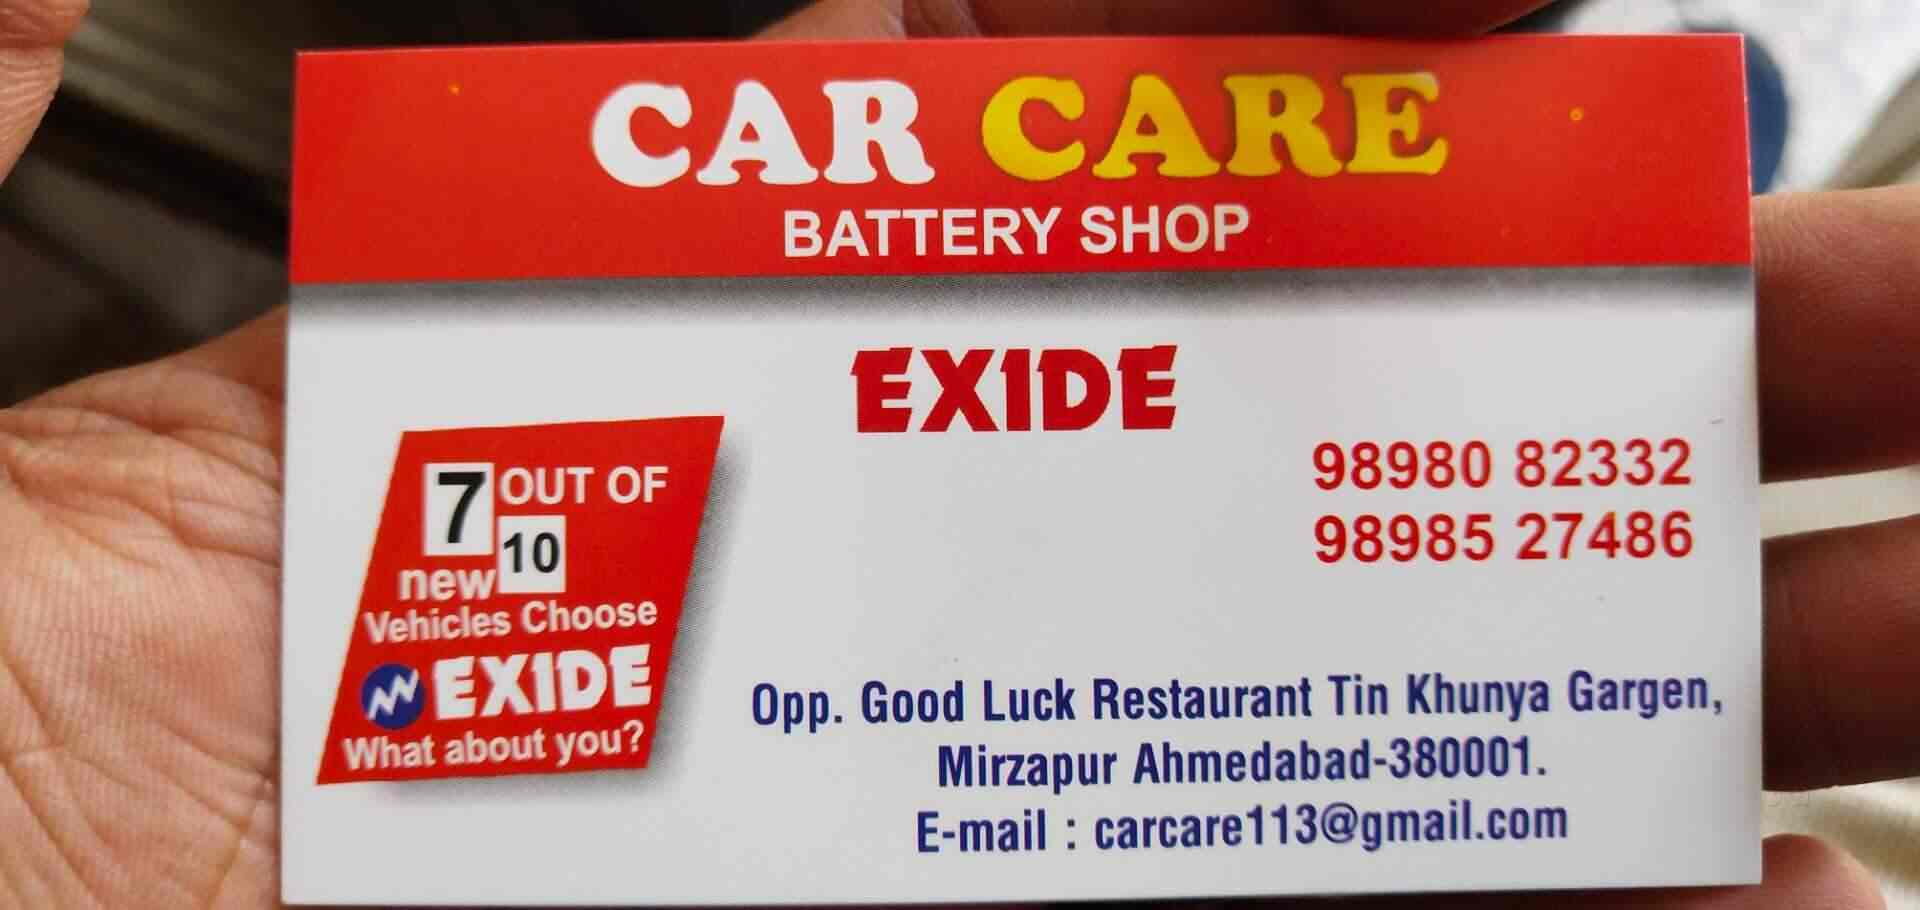 CAR CARE
BATTERY SHOP
EXIDE
98980 82332
98985 27486
7 OUT OF
10
new
Vehicles Choose
EXIDE
What about you?
Opp. Good Luck Restaurant Tin Khunya Gargen,
Mirzapur Ahmedabad-380001.
E-mail : carcare113@gmail.com